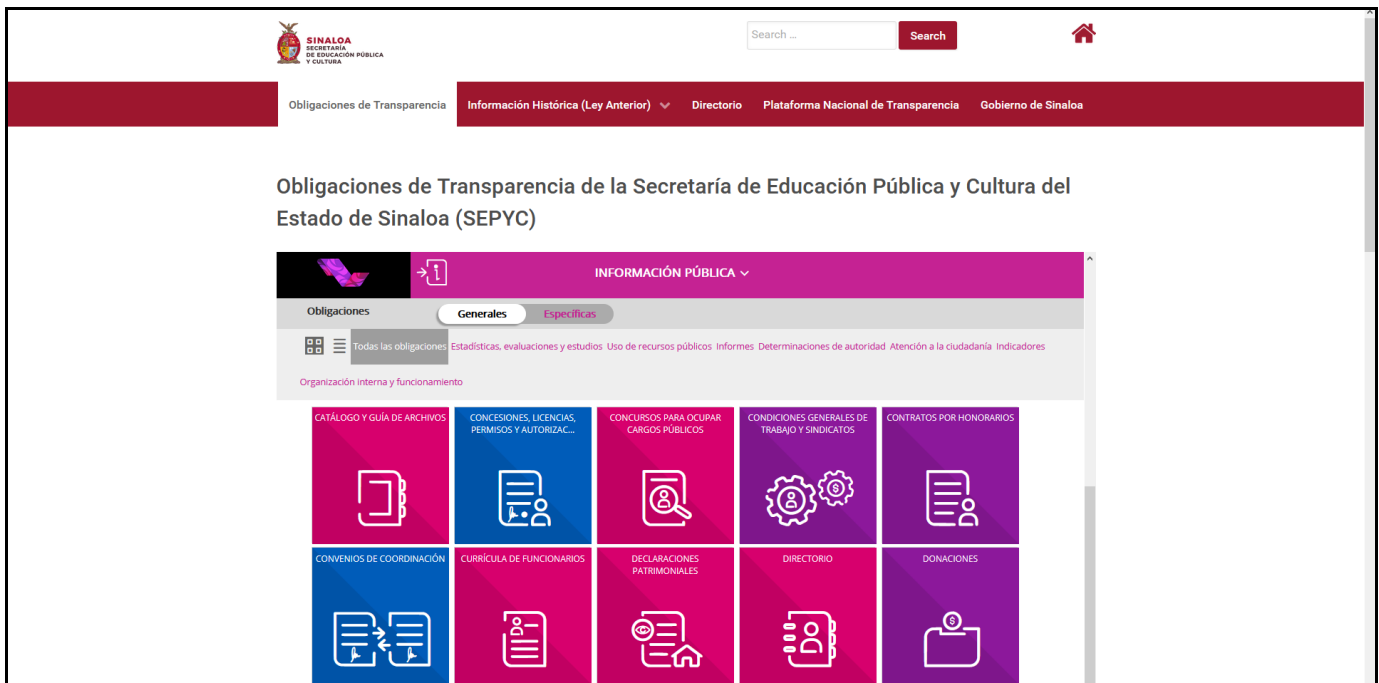 SINALOA
SECRETARÍA
DE EDUCACIÓN PÚBLICA
Y CULTURA
Search ...
Search
Obligaciones de Transparencia
Información Histórica (Ley Anterior)
Directorio
Plataforma Nacional de Transparencia
Gobierno de Sinaloa
Obligaciones de Transparencia de la Secretaría de Educación Pública y Cultura del
Estado de Sinaloa (SEPYC)
INFORMACIÓN PÚBLICA
Obligaciones
Generales
Específicas
Todas las obligaciones
Estadísticas, evaluaciones y estudios
Uso de recursos públicos
Informes
Determinaciones de autoridad
Atención a la ciudadanía
Indicadores
Organización interna y funcionamiento
CATÁLOGO Y GUÍA DE ARCHIVOS
CONCESIONES, LICENCIAS,
PERMISOS Y AUTORIZAC...
CONCURSOS PARA OCUPAR
CARGOS PÚBLICOS
CONDICIONES GENERALES DE
TRABAJO Y SINDICATOS
CONTRATOS POR HONORARIOS
CONVENIOS DE COORDINACIÓN
CURRÍCULA DE FUNCIONARIOS
DECLARACIONES
PATRIMONIALES
DIRECTORIO
DONACIONES